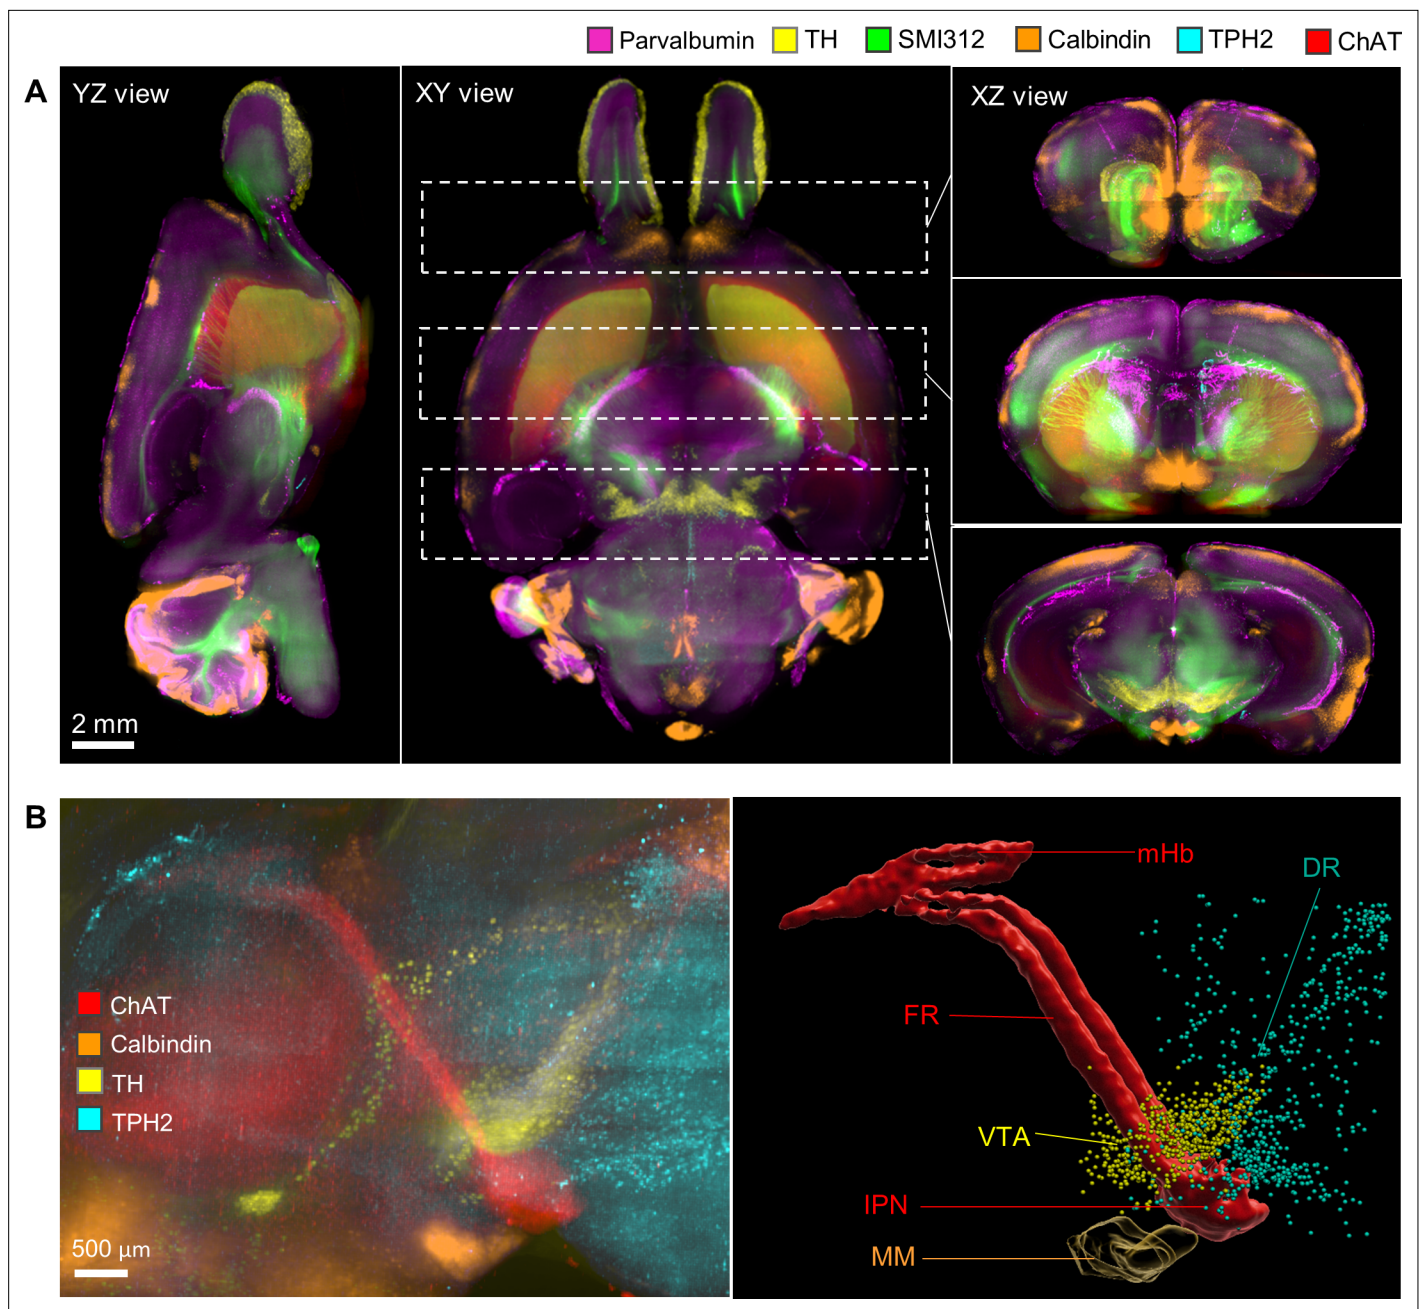 Parvalbumin TH SMI312 Calbindin TPH2 ChAT
A
YZ view
XY view
XZ view
2 mm
B
ChAT
Calbindin
TH
TPH2
500 µm
mHb
DR
FR
VTA
IPN
MM